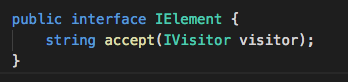 public interface IElement {
    string accept(IVisitor visitor);
}